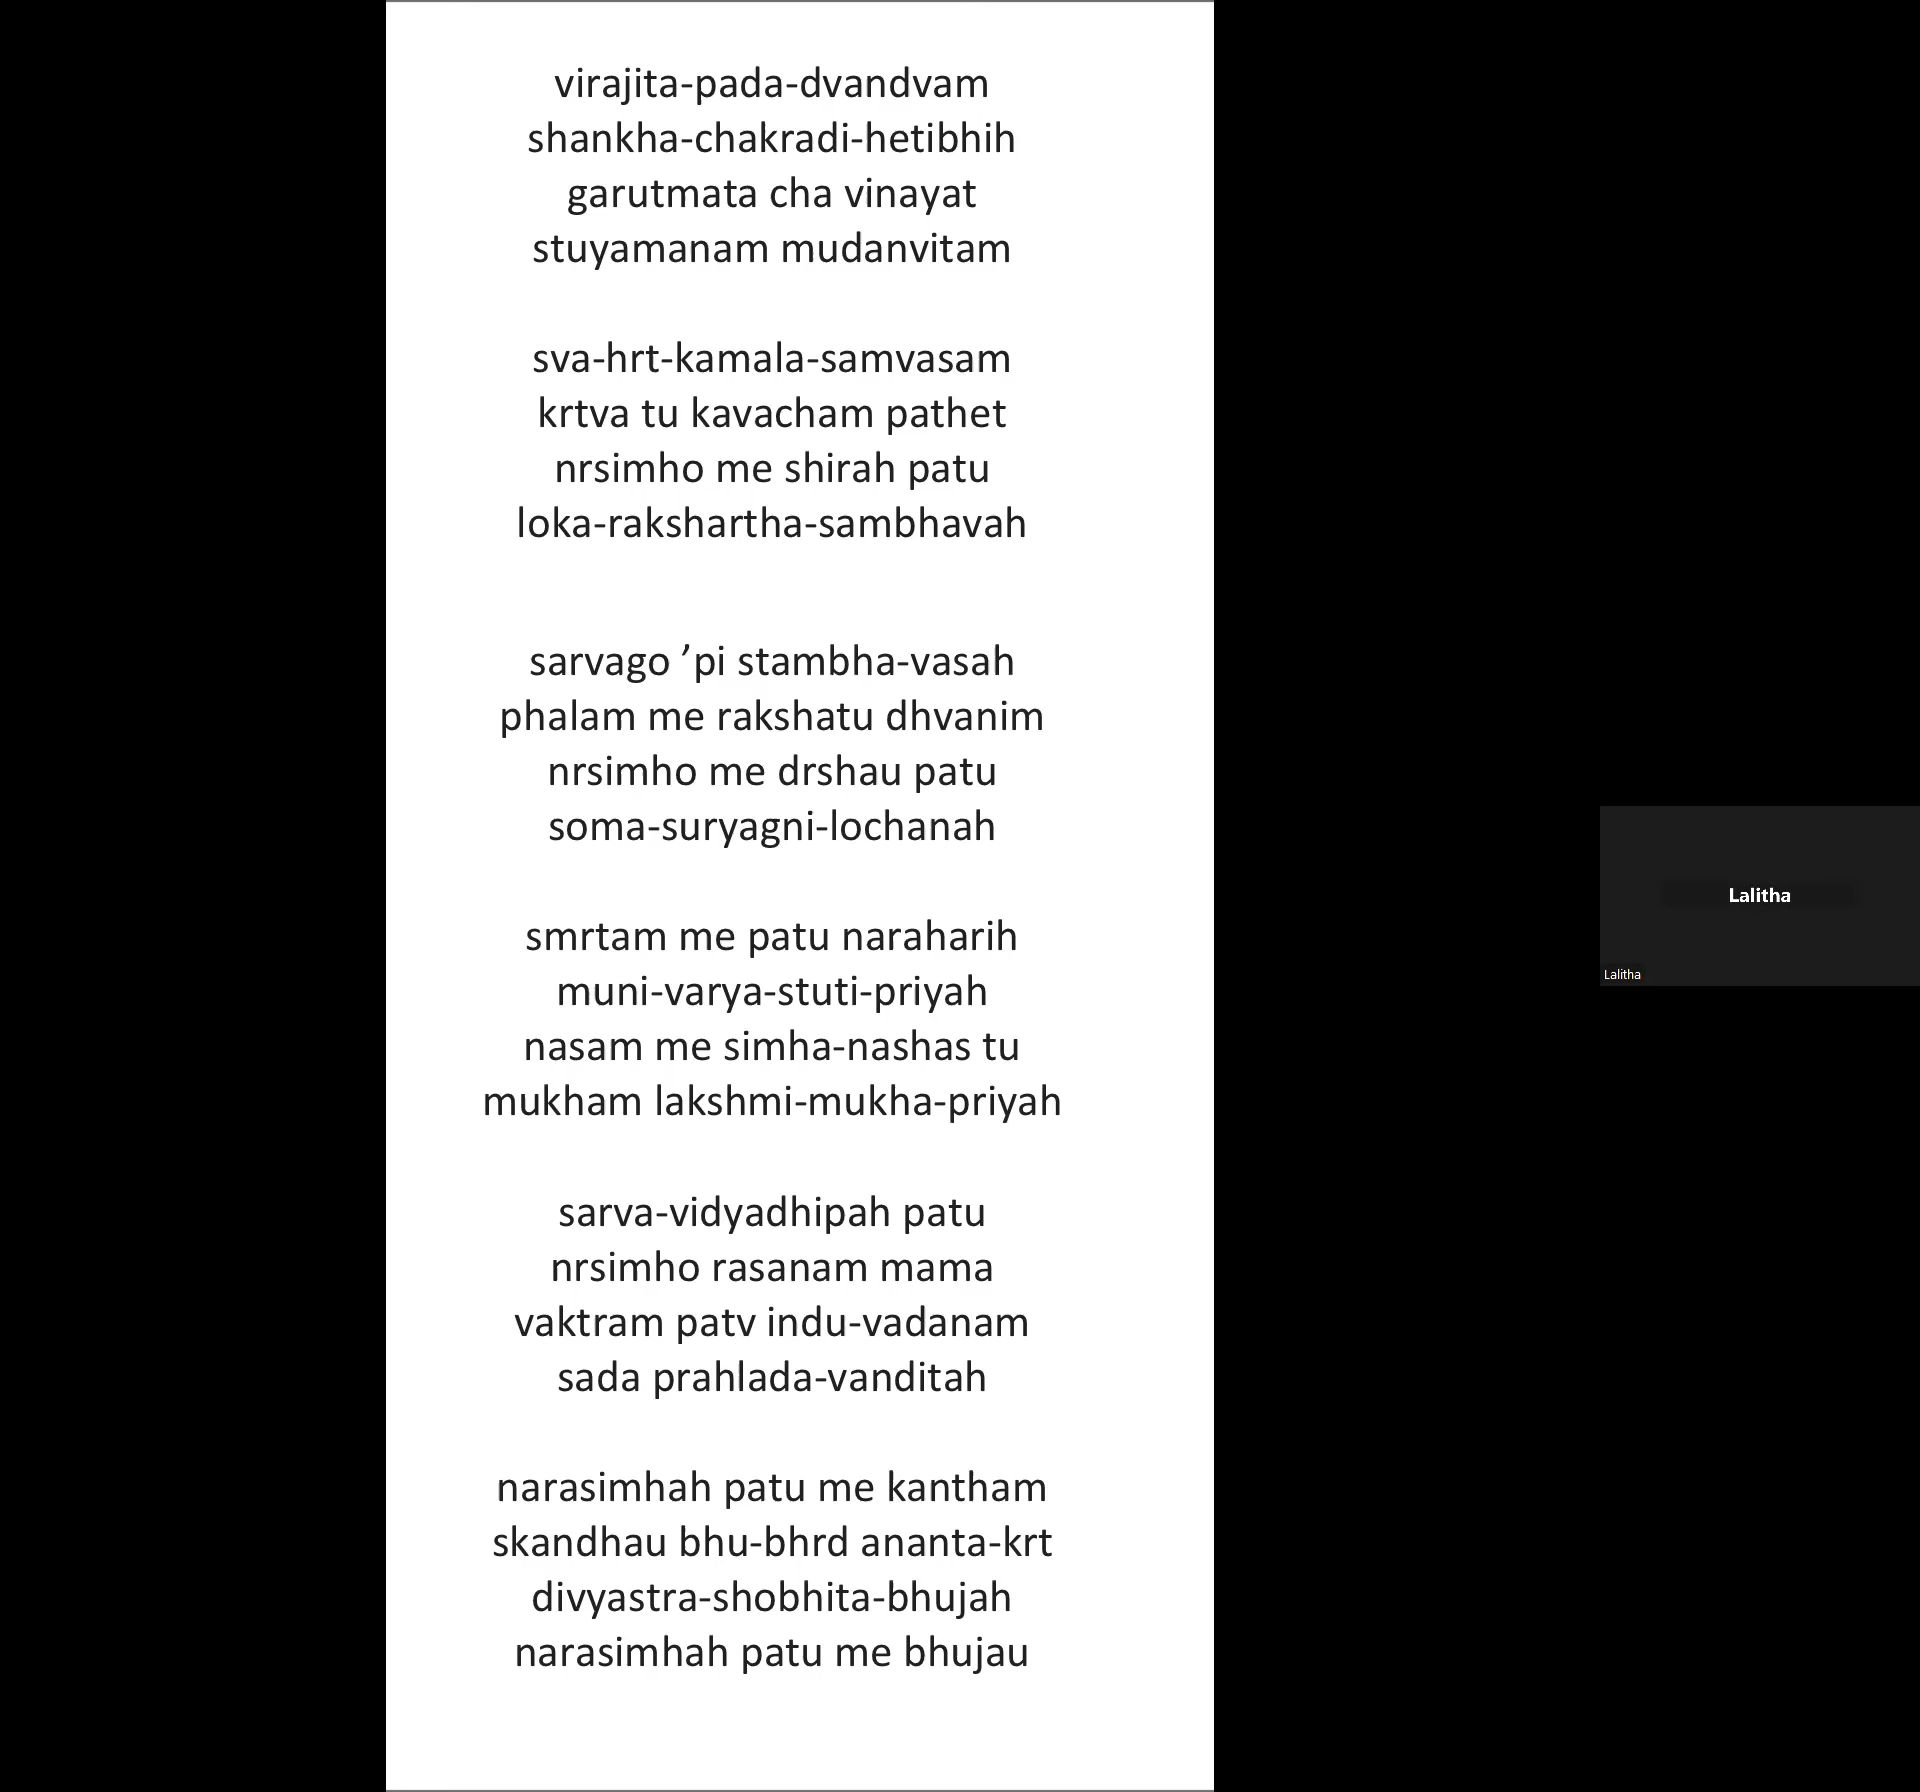 virajita-pada-dvandvam
shankha-chakradi-hetibhih
garutmata cha vinayat
stuyamanam mudanvitam
sva-hrt-kamala-samvasam
krtva tu kavacham pathet
nrsimho me shirah patu
loka-rakshartha-sambhavah
sarvago ’pi stambha-vasah
phalam me rakshatu dhvanim
nrsimho me drshau patu
soma-suryagni-lochanah
smrtam me patu naraharih
muni-varya-stuti-priyah
nasam me simha-nashas tu
mukham lakshmi-mukha-priyah
sarva-vidyadhipah patu
nrsimho rasanam mama
vaktram patv indu-vadanam
sada prahlada-vanditah
narasimhah patu me kantham
skandhau bhu-bhrd ananta-krt
divyastra-shobhita-bhujah
narasimhah patu me bhujau
Lalitha
Lalitha